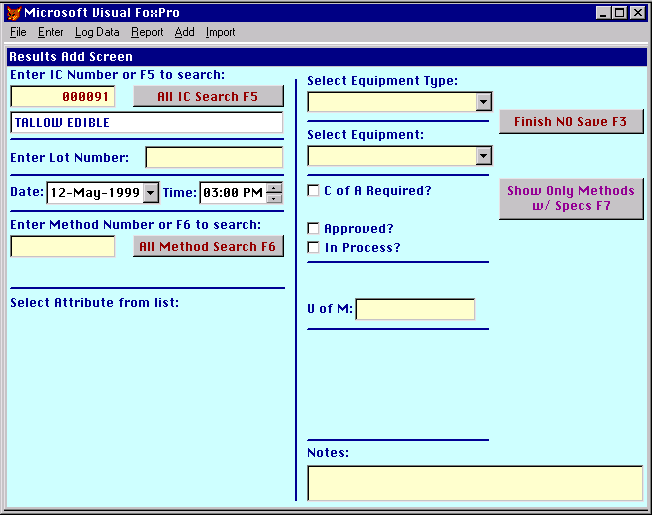 Microsoft Visual FoxPro
File Enter Log Data Report Add Import
Results Add Screen
Enter IC Number or F5 to search:
000091 All IC Search F5
TALLOW EDIBLE
Enter Lot Number:
Date: 12-May-1999 Time: 03:00 PM
Enter Method Number or F6 to search:
All Method Search F6
Select Attribute from list:
Select Equipment Type:
Select Equipment:
C of A Required?
Approved?
In Process?
U of M:
Notes:
Finish NO Save F3
Show Only Methods
w/ Specs F7